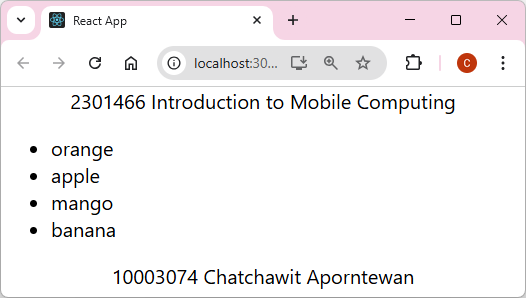 React App
localhost:30...
C
2301466 Introduction to Mobile Computing
orange
apple
mango
banana
10003074 Chatchawit Aporntewan